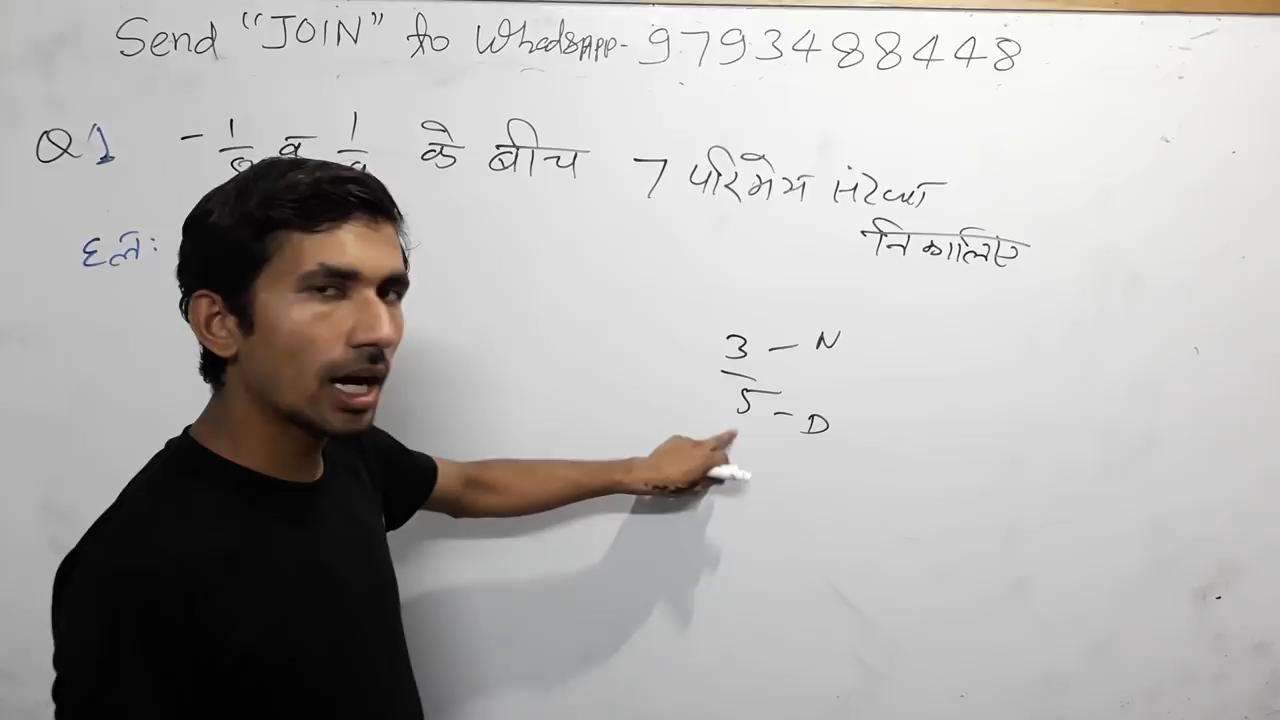 Send "JOIN" to WhatsApp- 9793488448
Q1 -1/ व 1/ के बीच 7 परिमेय संख्या
निकालिए
हल:
3 - N
5 - D